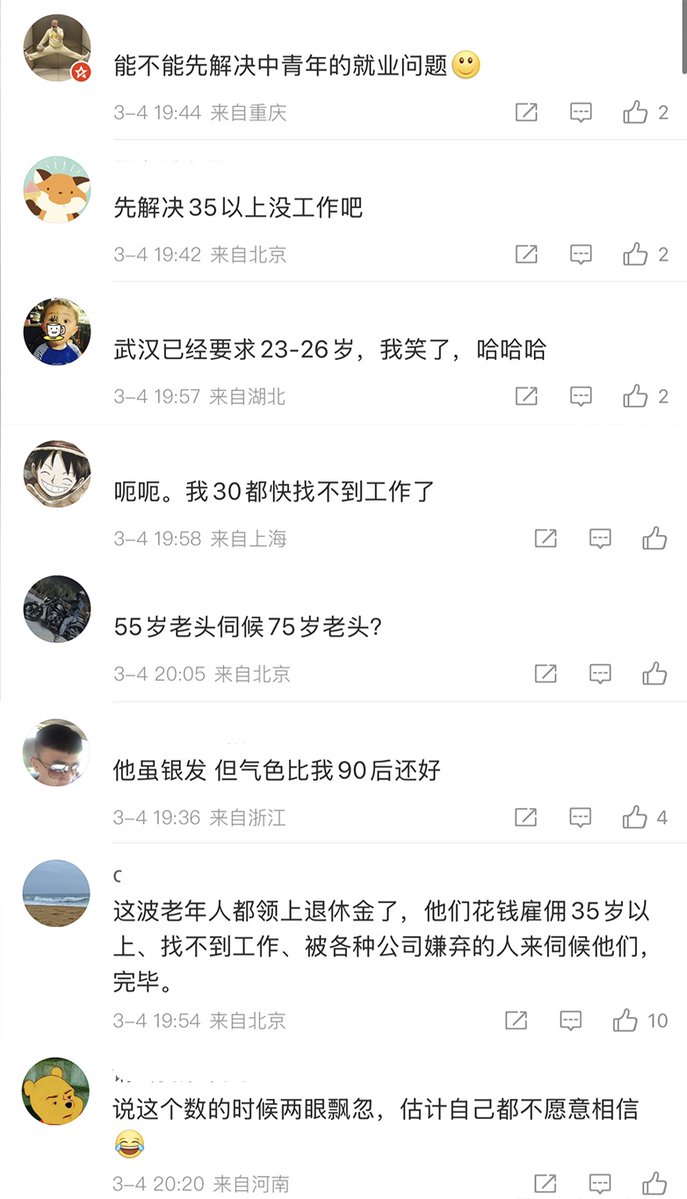 能不能先解决中青年的就业问题🙂
3-4 19:44 来自重庆
2
先解决35以上没工作吧
3-4 19:42 来自北京
2
武汉已经要求23-26岁，我笑了，哈哈哈
3-4 19:57 来自湖北
2
呃呃。我30都快找不到工作了
3-4 19:58 来自上海
55岁老头伺候75岁老头?
3-4 20:05 来自北京
他虽银发 但气色比我90后还好
3-4 19:36 来自浙江
4
c
这波老年人都领上退休金了，他们花钱雇佣35岁以
上、找不到工作、被各种公司嫌弃的人来伺候他们，
完毕。
3-4 19:54 来自北京
10
说这个数的时候两眼飘忽，估计自己都不愿意相信
😂
3-4 20:20 来自河南